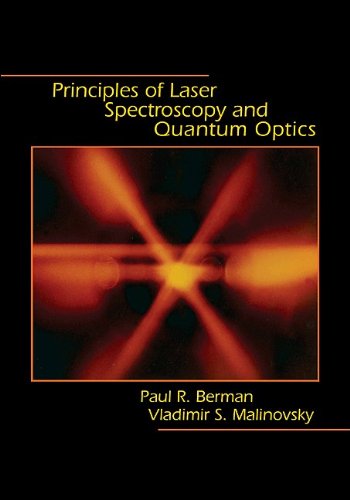 Principles of Laser
Spectroscopy and
Quantum Optics
Paul R. Berman
Vladimir S. Malinovsky